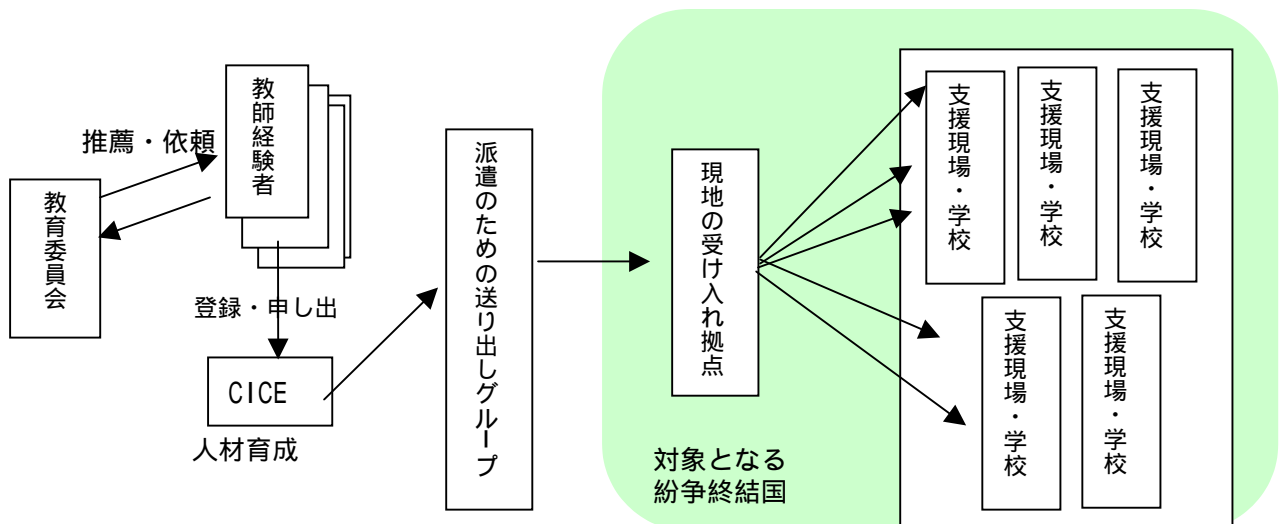 教育委員会
推薦・依頼
教師経験者
登録・申し出
CICE
人材育成
派遣のための送り出しグループ
現地の受け入れ拠点
対象となる
紛争終結国
支援現場・学校
支援現場・学校
支援現場・学校
支援現場・学校
支援現場・学校